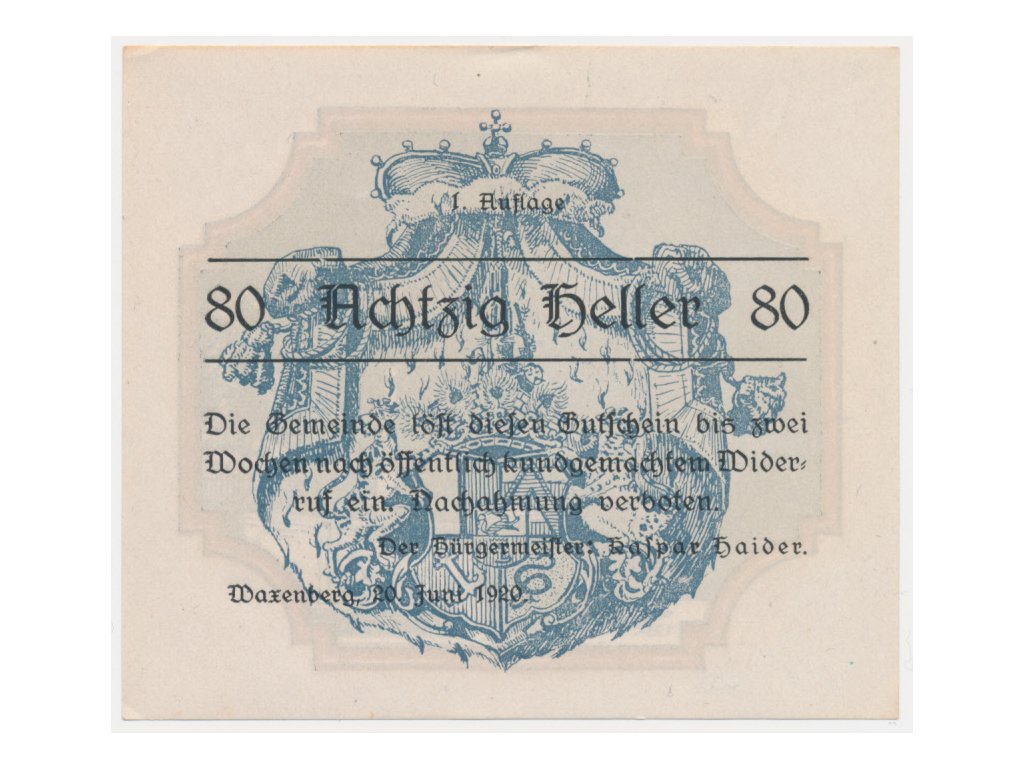 1. Auflage
80 Achtzig Heller 80
Die Gemeinde löst diesen Gutschein bis zwei
Wochen nach öffentlich kundgemachtem Wider-
ruf ein. Nachahmung verboten.
Der Bürgermeister: Kaspar Haider.
Waxenberg, 20. Juni 1920.